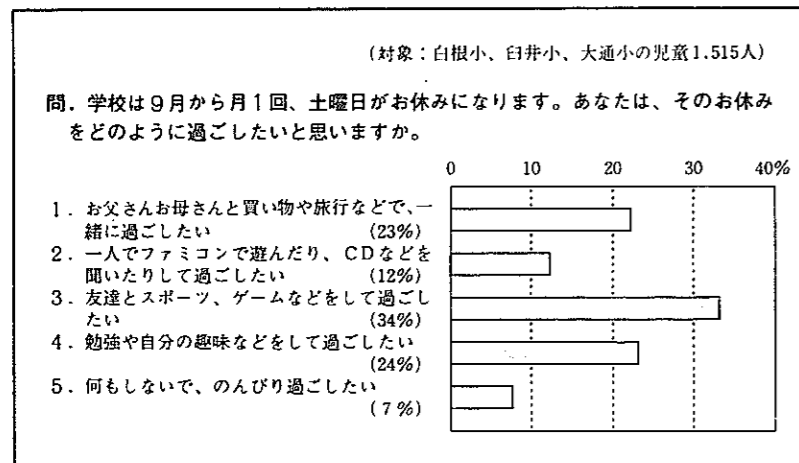 (対象:白根小、臼井小、大通小の児童1.515人)
問.学校は9月から月1回、土曜日がお休みになります。あなたは、そのお休み
をどのように過ごしたいと思いますか。
0 10 20 30 40%
1.お父さんお母さんと買い物や旅行などで、一
緒に過ごしたい (23%)
2.一人でファミコンで遊んだり、CDなどを
聞いたりして過ごしたい (12%)
3.友達とスポーツ、ゲームなどをして過ごし
たい (34%)
4.勉強や自分の趣味などをして過ごしたい
(24%)
5.何もしないで、のんびり過ごしたい
(7%)